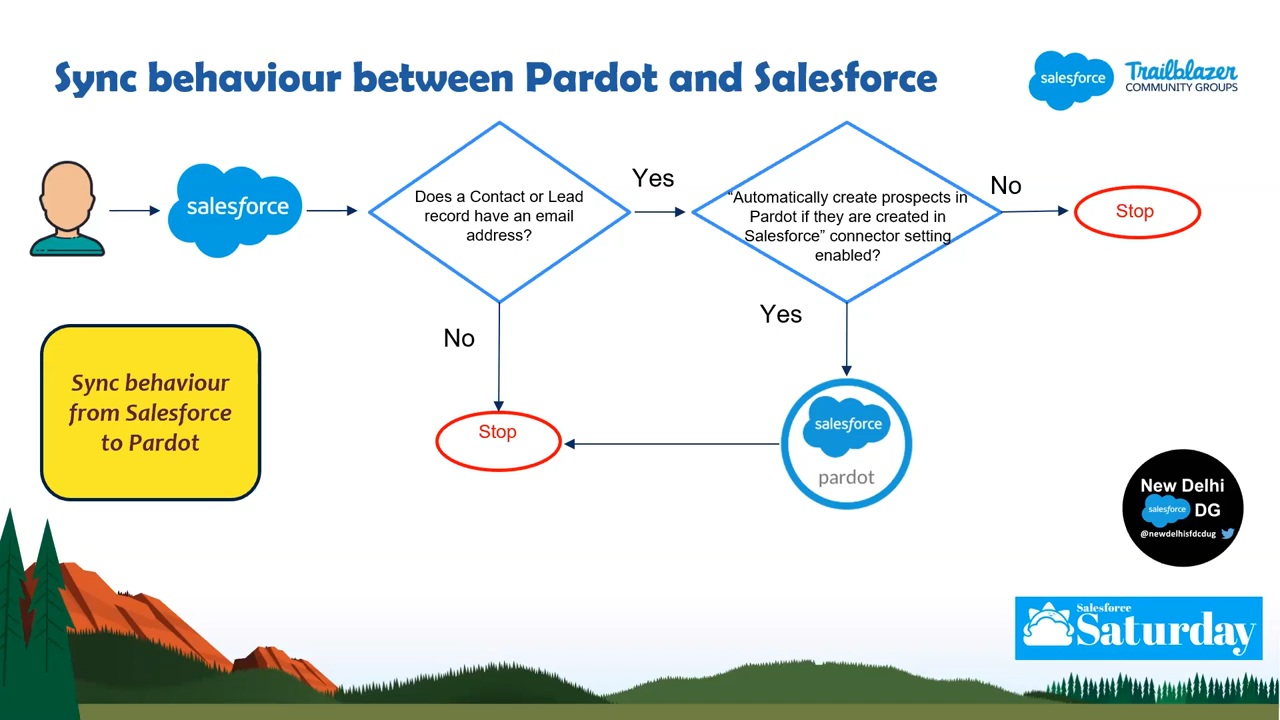 Sync behaviour between Pardot and Salesforce
salesforce
Trailblazer
COMMUNITY GROUPS
salesforce
Does a Contact or Lead
record have an email
address?
Yes
"Automatically create prospects in
Pardot if they are created in
Salesforce" connector setting
enabled?
No
Stop
No
Yes
Sync behaviour
from Salesforce
to Pardot
Stop
salesforce
pardot
New Delhi
salesforce DG
@newdelhisfdcdug
Salesforce
Saturday